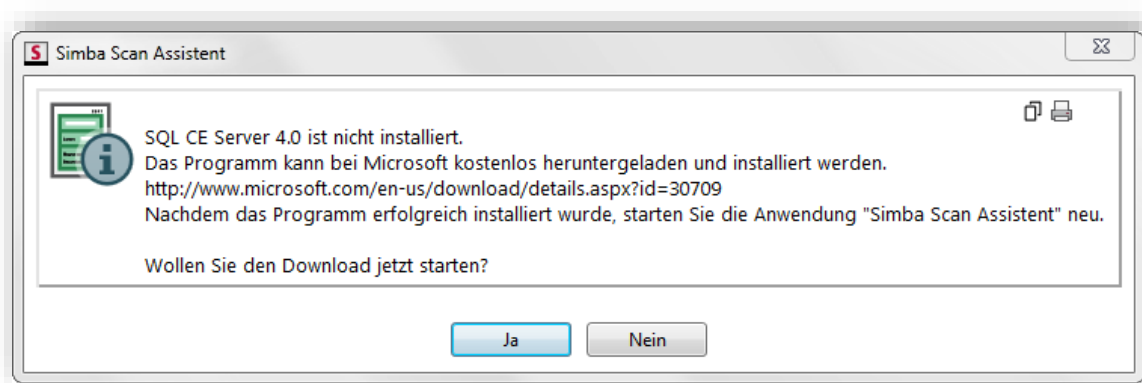 S Simba Scan Assistent
SQL CE Server 4.0 ist nicht installiert.
Das Programm kann bei Microsoft kostenlos heruntergeladen und installiert werden.
http://www.microsoft.com/en-us/download/details.aspx?id=30709
Nachdem das Programm erfolgreich installiert wurde, starten Sie die Anwendung "Simba Scan Assistent" neu.
Wollen Sie den Download jetzt starten?
Ja Nein